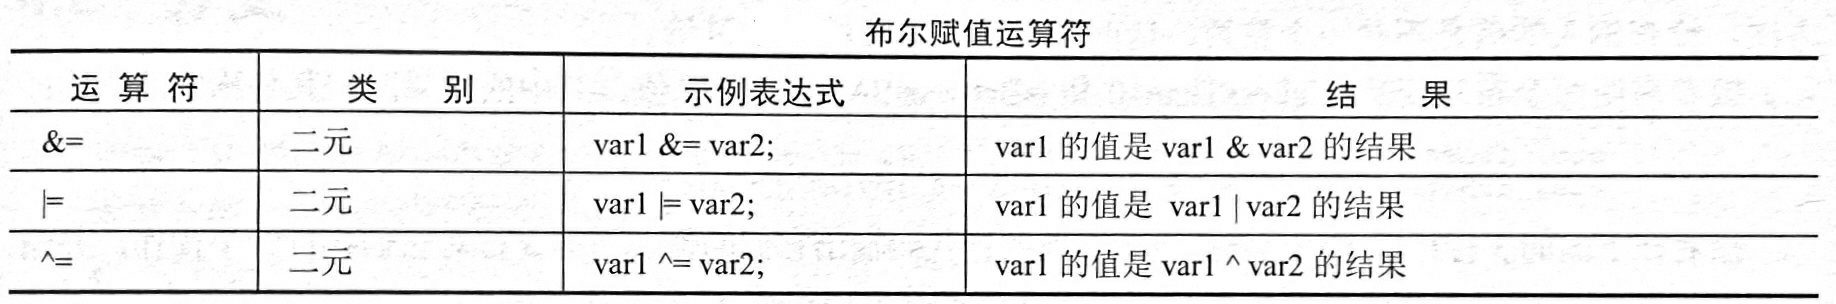 布尔赋值运算符
运算符 类别 示例表达式 结果
&= 二元 var1 &= var2; var1 的值是 var1 & var2 的结果
|= 二元 var1 |= var2; var1 的值是 var1 | var2 的结果
^= 二元 var1 ^= var2; var1 的值是 var1 ^ var2 的结果